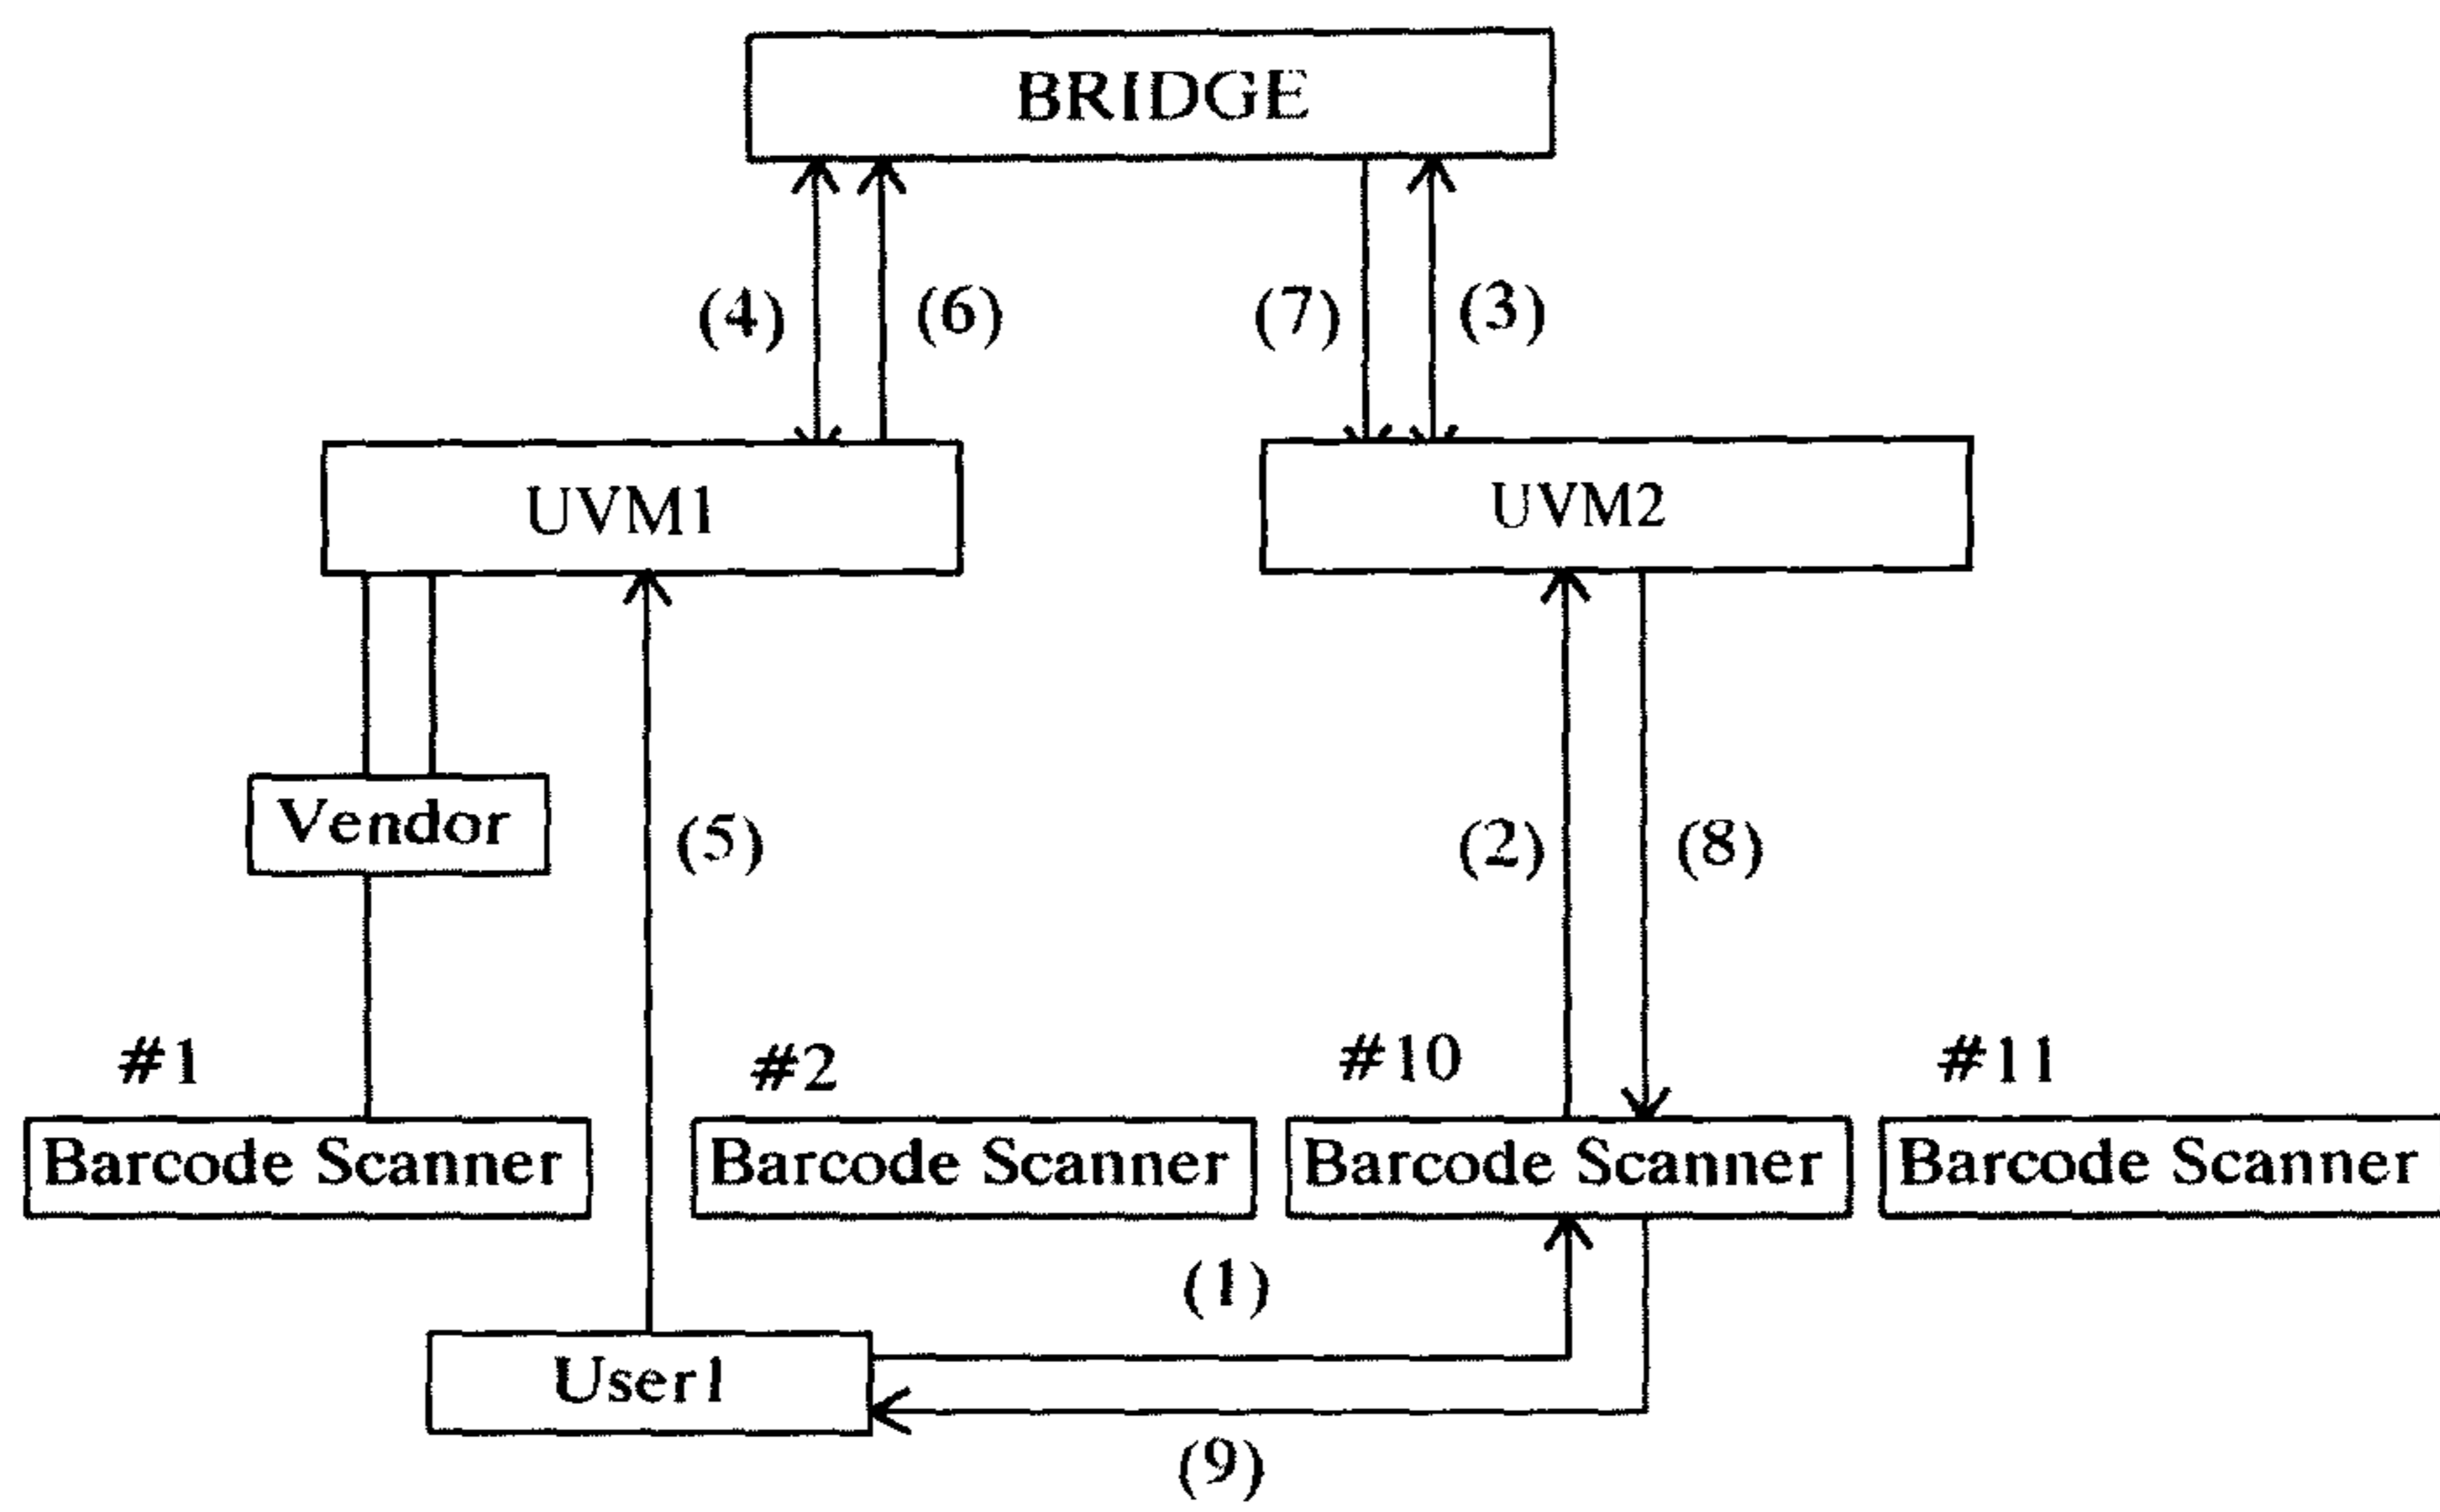 BRIDGE
(4)
(6)
(7)
(3)
UVM1
UVM2
Vendor
(5)
(2)
(8)
#1
#2
#10
#11
Barcode Scanner
Barcode Scanner
Barcode Scanner
Barcode Scanner
(1)
User1
(9)